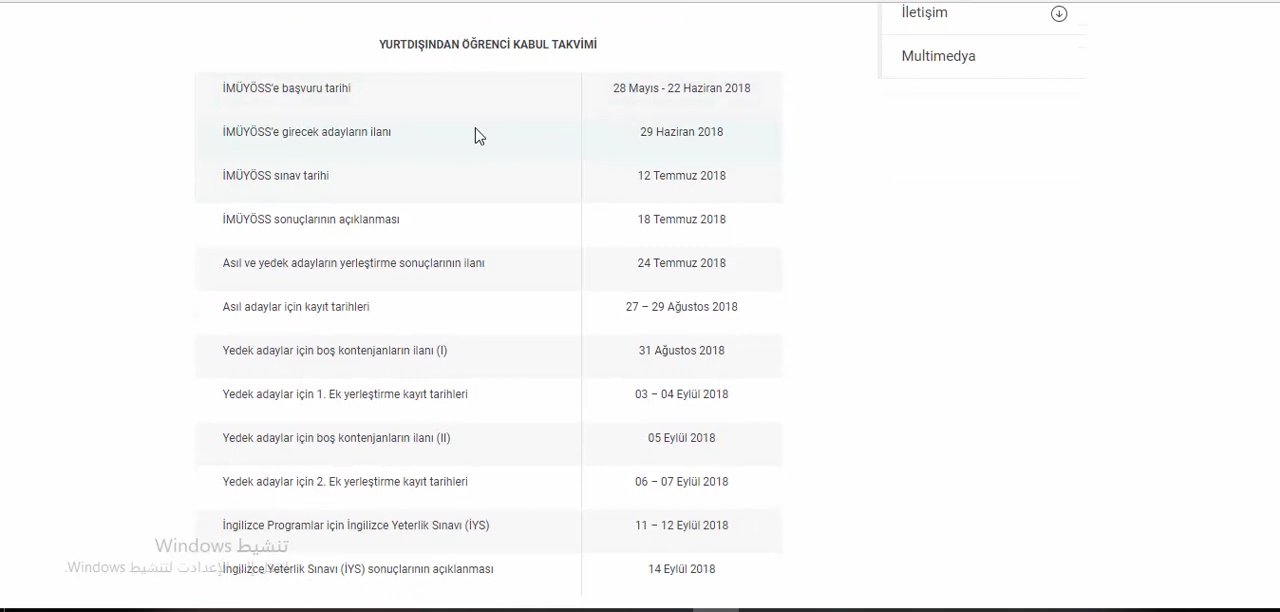 İletişim
Multimedya
YURTDIŞINDAN ÖĞRENCİ KABUL TAKVİMİ
İMÜYÖSS'e başvuru tarihi 28 Mayıs - 22 Haziran 2018
İMÜYÖSS'e girecek adayların ilanı 29 Haziran 2018
İMÜYÖSS sınav tarihi 12 Temmuz 2018
İMÜYÖSS sonuçlarının açıklanması 18 Temmuz 2018
Asıl ve yedek adayların yerleştirme sonuçlarının ilanı 24 Temmuz 2018
Asıl adaylar için kayıt tarihleri 27 – 29 Ağustos 2018
Yedek adaylar için boş kontenjanların ilanı (I) 31 Ağustos 2018
Yedek adaylar için 1. Ek yerleştirme kayıt tarihleri 03 – 04 Eylül 2018
Yedek adaylar için boş kontenjanların ilanı (II) 05 Eylül 2018
Yedek adaylar için 2. Ek yerleştirme kayıt tarihleri 06 – 07 Eylül 2018
İngilizce Programlar için İngilizce Yeterlik Sınavı (İYS) 11 – 12 Eylül 2018
تنشيط Windows
الإعدادت لتنشيط Windows.
İngilizce Yeterlik Sınavı (İYS) sonuçlarının açıklanması 14 Eylül 2018